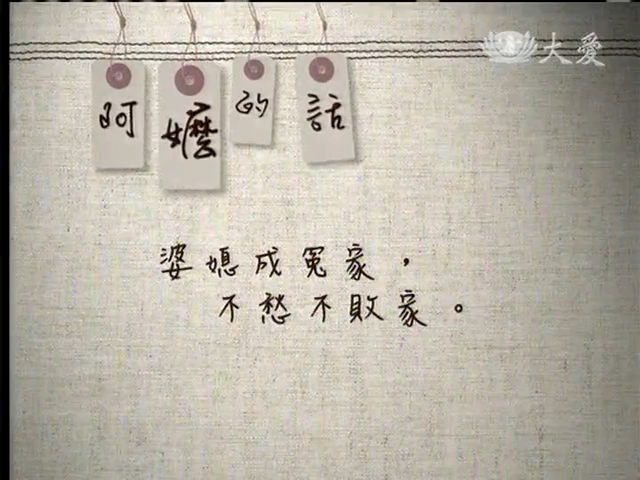 大愛
阿嬤的話
婆媳成冤家，
不愁不敗家。